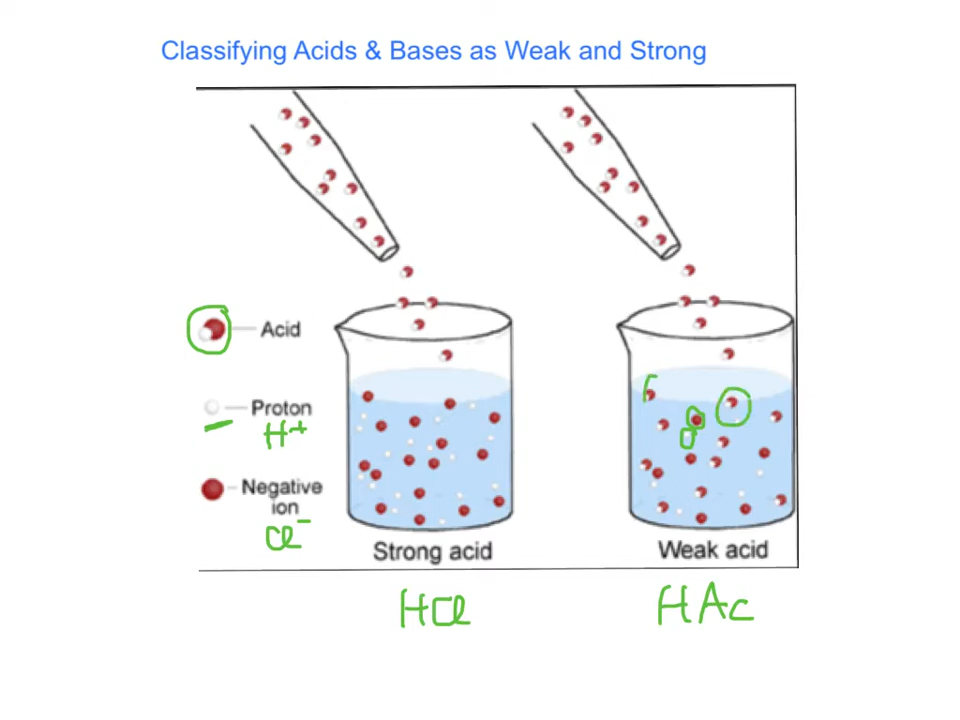 Classifying Acids & Bases as Weak and Strong
Acid
Proton
H+
Negative
ion
Cl⁻
Strong acid
Weak acid
HCl
HAc